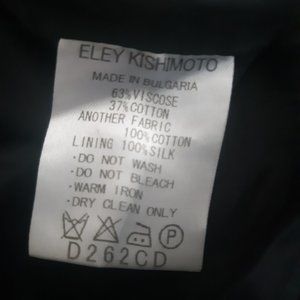 ELEY KISHIMOTO
MADE IN BULGARIA
63%VISCOSE
37%COTTON
ANOTHER FABRIC
100%COTTON
LINING 100%SILK
・DO NOT WASH
・DO NOT BLEACH
・WARM IRON
・DRY CLEAN ONLY
P
D262CD